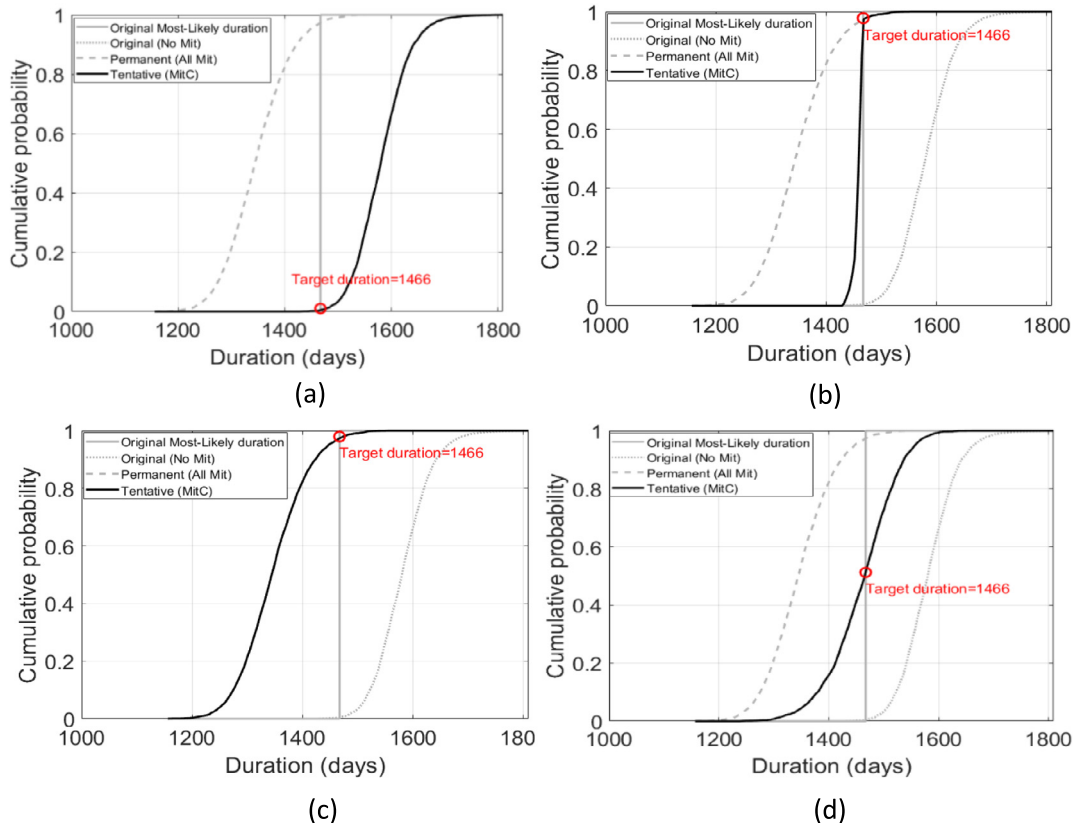 Original Most-Likely duration
Original (No Mit)
Permanent (All Mit)
Tentative (MitC)
1
0.8
0.6
0.4
0.2
0
Cumulative probability
Target duration=1466
1000 1200 1400 1600 1800
Duration (days)
(a)
Original Most-Likely duration
Original (No Mit)
Permanent (All Mit)
Tentative (MitC)
1
0.8
0.6
0.4
0.2
0
Cumulative probability
Target duration=1466
1000 1200 1400 1600 1800
Duration (days)
(b)
Original Most-Likely duration
Original (No Mit)
Permanent (All Mit)
Tentative (MitC)
1
0.8
0.6
0.4
0.2
0
Cumulative probability
Target duration=1466
1000 1200 1400 1600 180
Duration (days)
(c)
Original Most-Likely duration
Original (No Mit)
Permanent (All Mit)
Tentative (MitC)
1
0.8
0.6
0.4
0.2
0
Cumulative probability
Target duration=1466
1000 1200 1400 1600 1800
Duration (days)
(d)